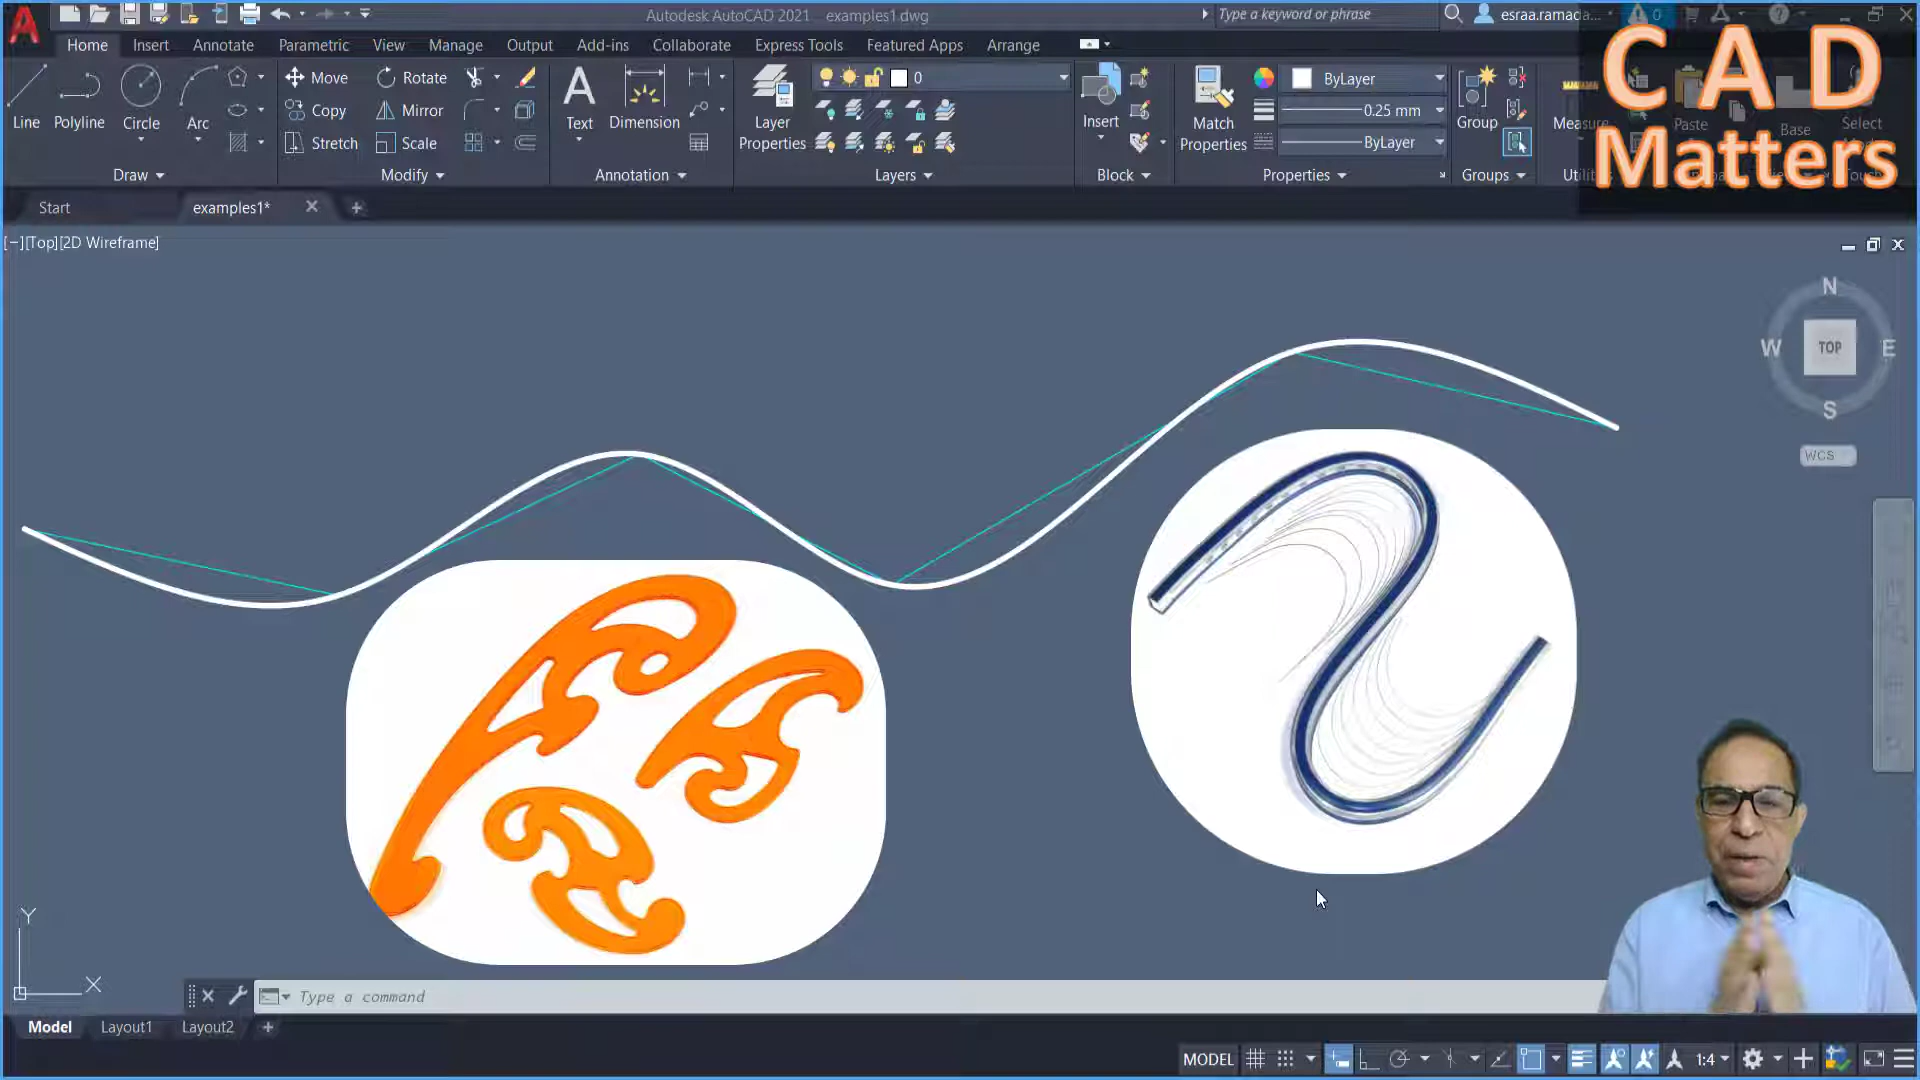 Autodesk AutoCAD 2021 examples1.dwg
Type a keyword or phrase
esraa.ramada...
0
Home Insert Annotate Parametric View Manage Output Add-ins Collaborate Express Tools Featured Apps Arrange
CAD
Matters
Line Polyline Circle Arc
Move Rotate
Copy Mirror
Stretch Scale
Text Dimension
Layer
Properties
0
Insert
Match
Properties
ByLayer
0.25 mm
ByLayer
Group
Measure
Paste
Base
Select
Draw Modify Annotation Layers Block Properties Groups
Start examples1*
[−][Top][2D Wireframe]
N
W TOP E
S
WCS
Y
X
Type a command
Model Layout1 Layout2
MODEL 1:4